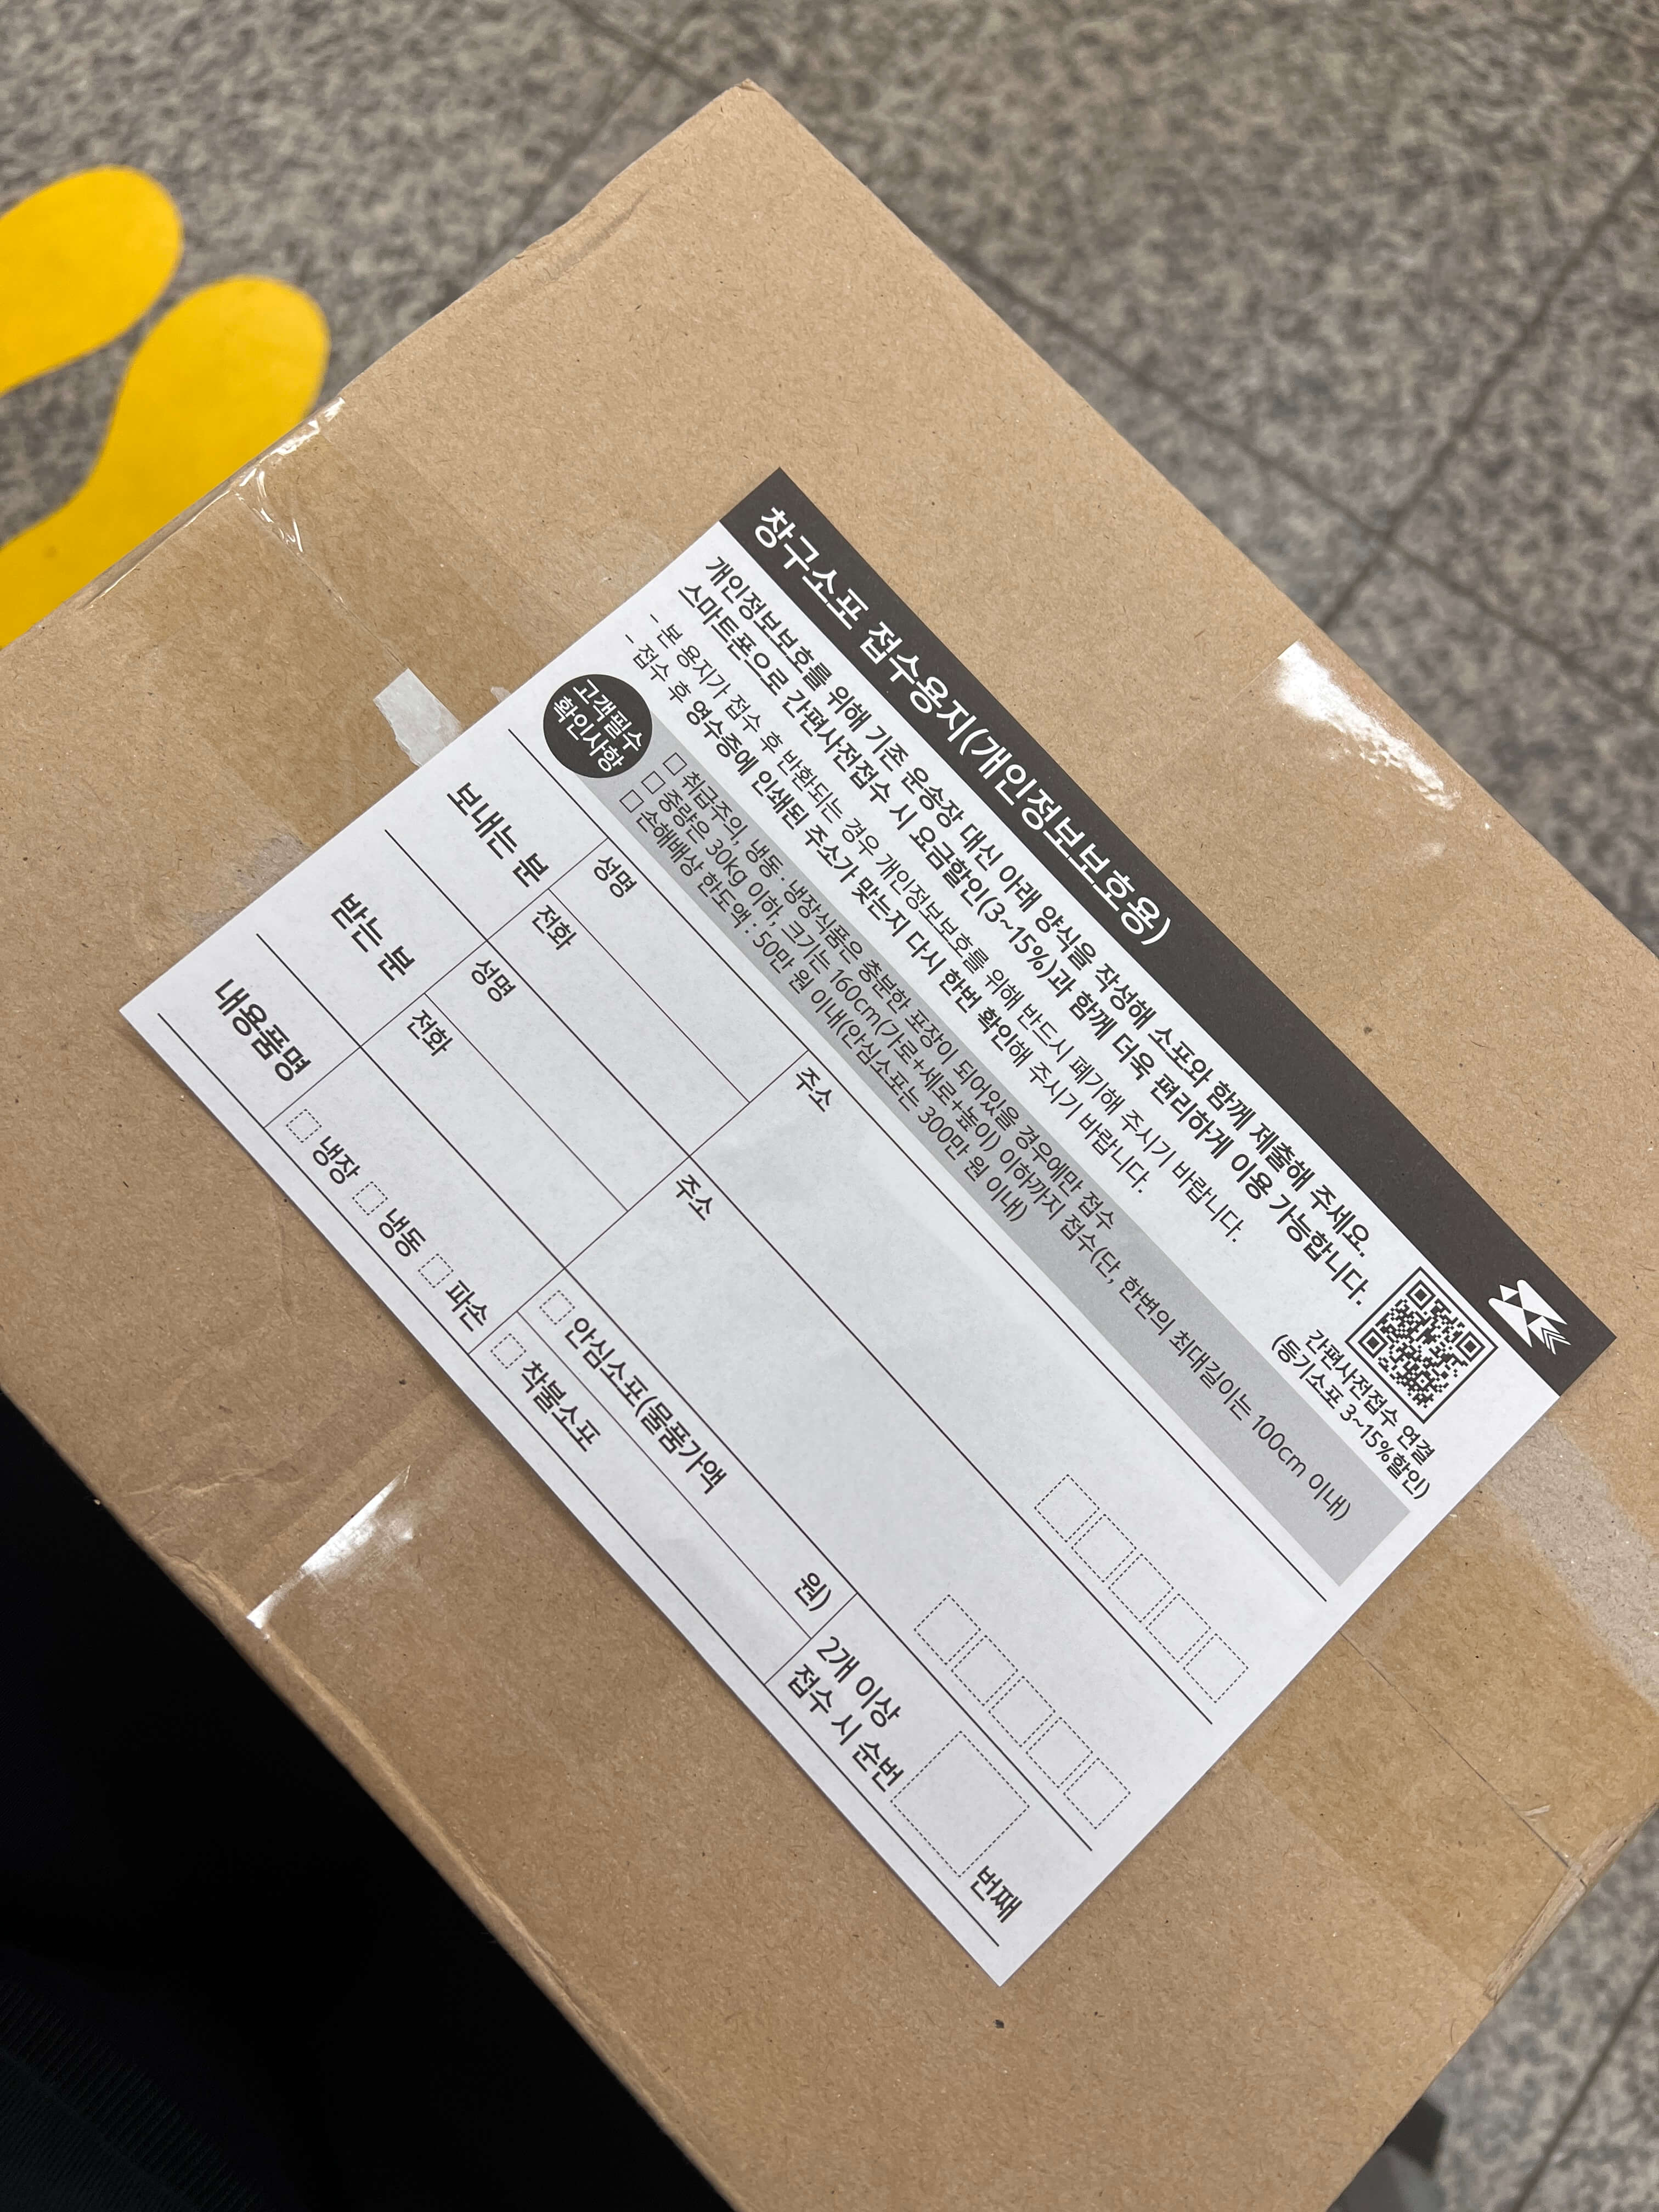 창구소포 접수용지(개인정보보호용)
개인정보보호를 위해 기존 운송장 대신 아래 양식을 작성해 소포와 함께 제출해 주세요.
스마트폰으로 간편사전접수 시 요금할인(3~15%)과 함께 더욱 편리하게 이용 가능합니다.
- 본 용지가 접수 후 반환되는 경우 개인정보보호를 위해 반드시 폐기해 주시기 바랍니다.
- 접수 후 영수증에 인쇄된 주소가 맞는지 다시 한번 확인해 주시기 바랍니다.
간편사전접수 연결
(등기소포 3~15%할인)
고객필수
확인사항
□ 취급주의, 냉동·냉장식품은 충분한 포장이 되어있을 경우에만 접수
□ 중량은 30kg 이하, 크기는 160cm(가로+세로+높이) 이하까지 접수(단, 한변의 최대길이는 100cm 이내)
□ 손해배상 한도액 : 50만 원 이내(안심소포는 300만 원 이내)
보내는 분
성명
주소
전화
받는 분
성명
주소
전화
내용품명
□ 냉장 □ 냉동 □ 파손
□ 안심소포(물품가액 원)
□ 착불소포
2개 이상
접수 시 순번
번째